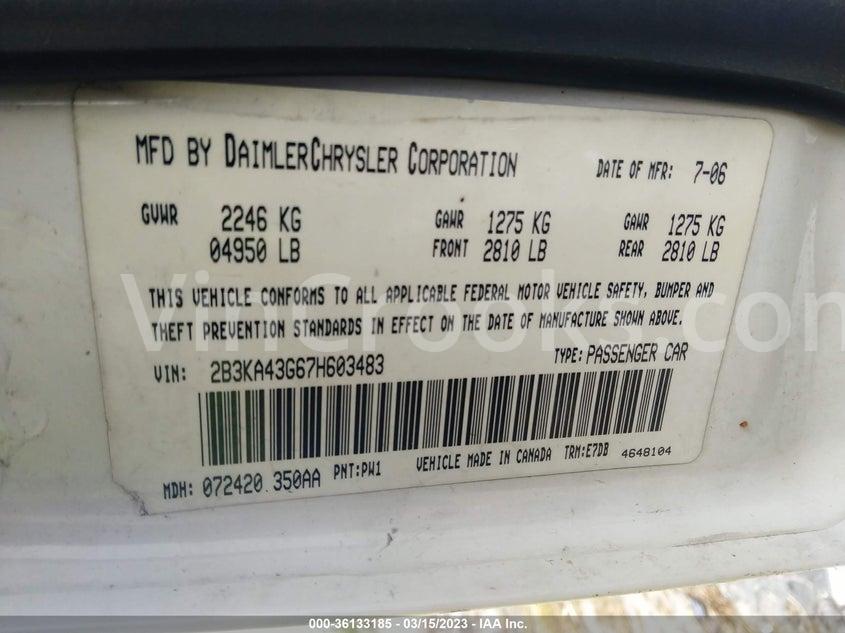 MFD BY DAIMLERCHRYSLER CORPORATION DATE OF MFR: 7-06
GVWR 2246 KG GAWR 1275 KG GAWR 1275 KG
04950 LB FRONT 2810 LB REAR 2810 LB
THIS VEHICLE CONFORMS TO ALL APPLICABLE FEDERAL MOTOR VEHICLE SAFETY, BUMPER AND
THEFT PREVENTION STANDARDS IN EFFECT ON THE DATE OF MANUFACTURE SHOWN ABOVE.
VinCrooks.com
VIN: 2B3KA43G67H603483 TYPE: PASSENGER CAR
MDH: 072420 350AA PNT:PW1 VEHICLE MADE IN CANADA TRM:E7DB 4648104
000-36133185 - 03/15/2023 - IAA Inc.